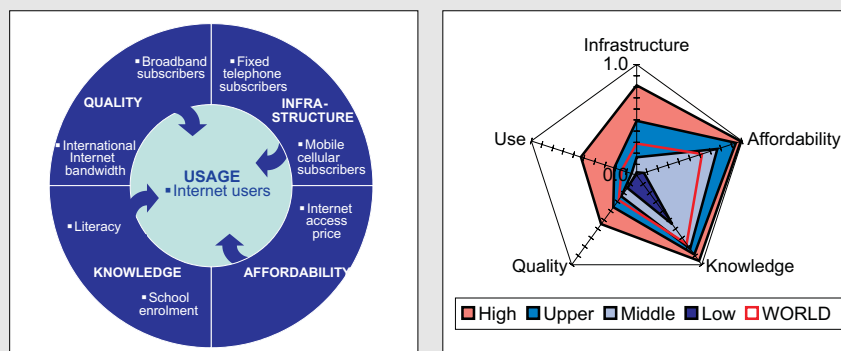 ▪ Broadband
subscribers
▪ Fixed
telephone
subscribers
QUALITY
INFRA-
STRUCTURE
▪ International
Internet
bandwidth
▪ Mobile
cellular
subscribers
USAGE
▪ Internet users
▪ Literacy
▪ Internet
access
price
KNOWLEDGE
AFFORDABILITY
▪ School
enrolment
Infrastructure
1.0
Use
Affordability
0.0
Quality
Knowledge
High Upper Middle Low WORLD